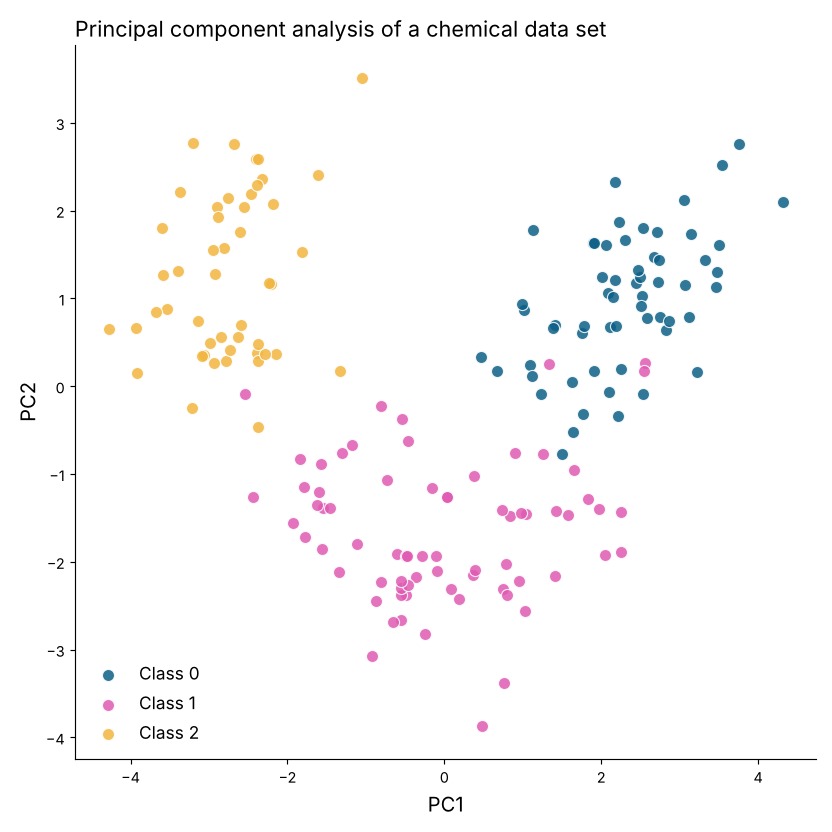 Principal component analysis of a chemical data set
PC2
3
2
1
0
−1
−2
−3
−4
Class 0
Class 1
Class 2
−4
−2
0
2
4
PC1